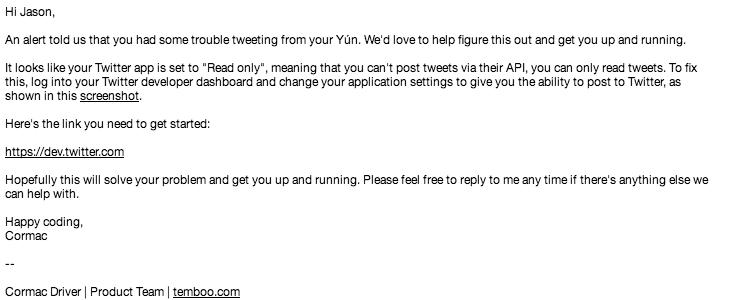 Hi Jason,
An alert told us that you had some trouble tweeting from your Yún. We'd love to help figure this out and get you up and running.
It looks like your Twitter app is set to "Read only", meaning that you can't post tweets via their API, you can only read tweets. To fix
this, log into your Twitter developer dashboard and change your application settings to give you the ability to post to Twitter, as
shown in this screenshot.
Here's the link you need to get started:
https://dev.twitter.com
Hopefully this will solve your problem and get you up and running. Please feel free to reply to me any time if there's anything else we
can help with.
Happy coding,
Cormac
--
Cormac Driver | Product Team | temboo.com